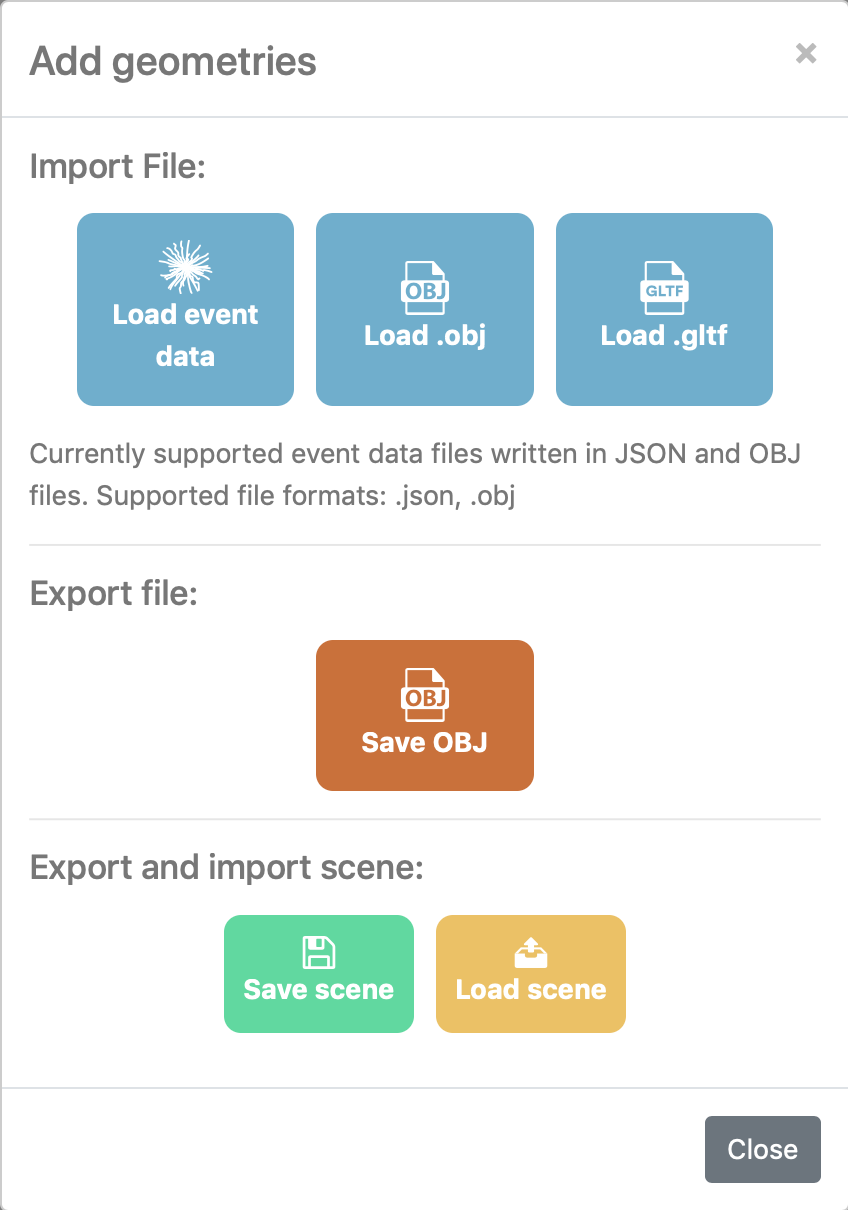 Add geometries
×
Import File:
Load event
data
OBJ
Load .obj
GLTF
Load .gltf
Currently supported event data files written in JSON and OBJ
files. Supported file formats: .json, .obj
Export file:
OBJ
Save OBJ
Export and import scene:
Save scene
Load scene
Close